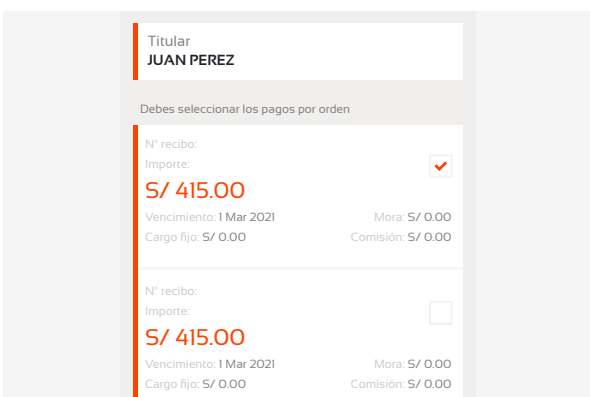 Titular
JUAN PEREZ
Debes seleccionar los pagos por orden
N° recibo:
Importe:
S/ 415.00
Vencimiento: 1 Mar 2021 Mora: S/ 0.00
Cargo fijo: S/ 0.00 Comisión: S/ 0.00
N° recibo:
Importe:
S/ 415.00
Vencimiento: 1 Mar 2021 Mora: S/ 0.00
Cargo fijo: S/ 0.00 Comisión: S/ 0.00